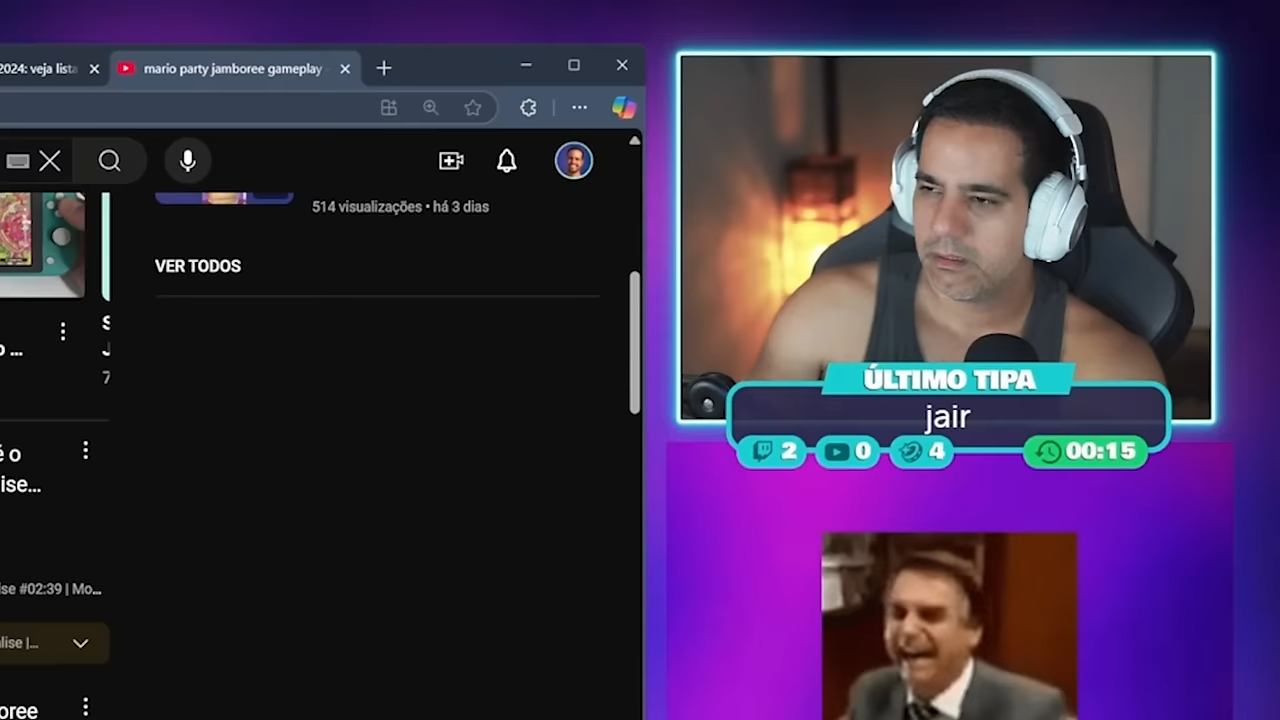 2024: veja lista
mario party jamboree gameplay
514 visualizações • há 3 dias
VER TODOS
...
7
é o
ise...
ise #02:39 | Mo...
lise |...
oree
ÚLTIMO TIPA
jair
2
0
4
00:15